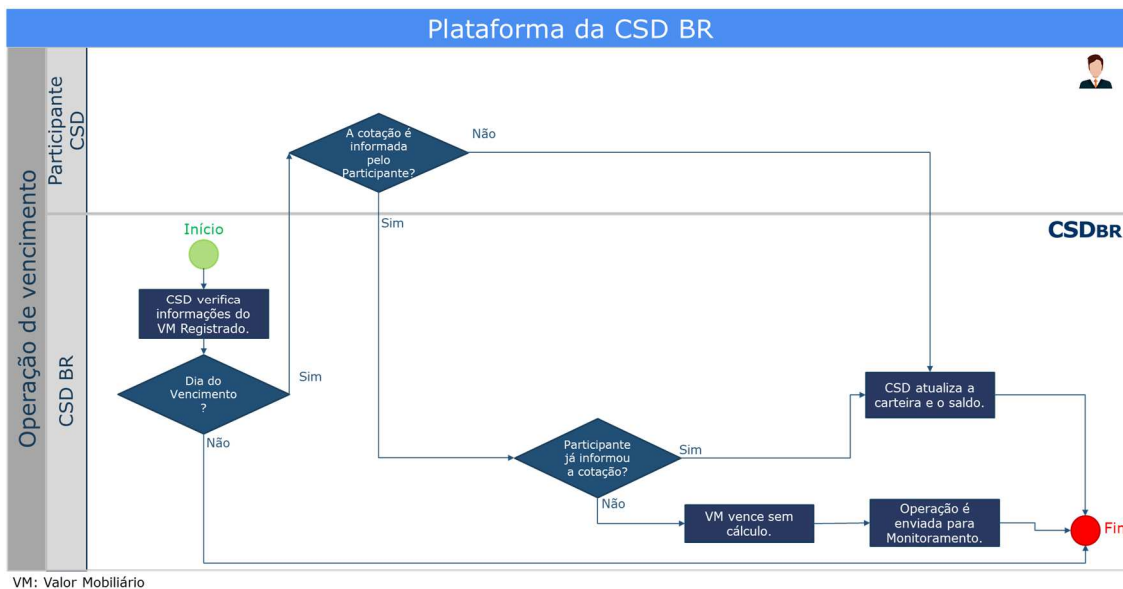 Plataforma da CSD BR
Operação de vencimento
Participante
CSD
CSD BR
A cotação é
informada
pelo
Participante?
Não
Sim
CSDBR
Início
CSD verifica
informações do
VM Registrado.
Dia do
Vencimento
?
Sim
Não
CSD atualiza a
carteira e o saldo.
Participante
já informou
a cotação?
Sim
Não
VM vence sem
cálculo.
Operação é
enviada para
Monitoramento.
Fim
VM: Valor Mobiliário